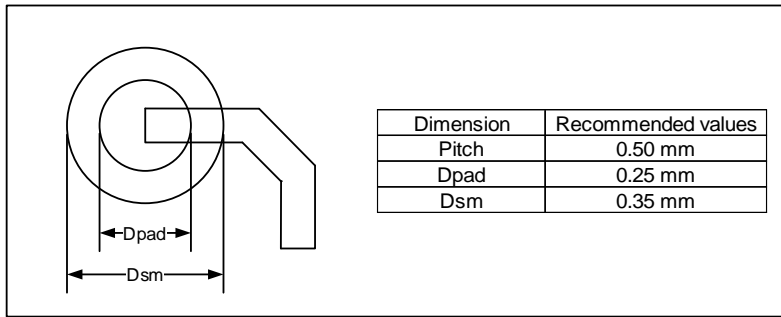 Dpad
Dsm
Dimension Recommended values
Pitch 0.50 mm
Dpad 0.25 mm
Dsm 0.35 mm